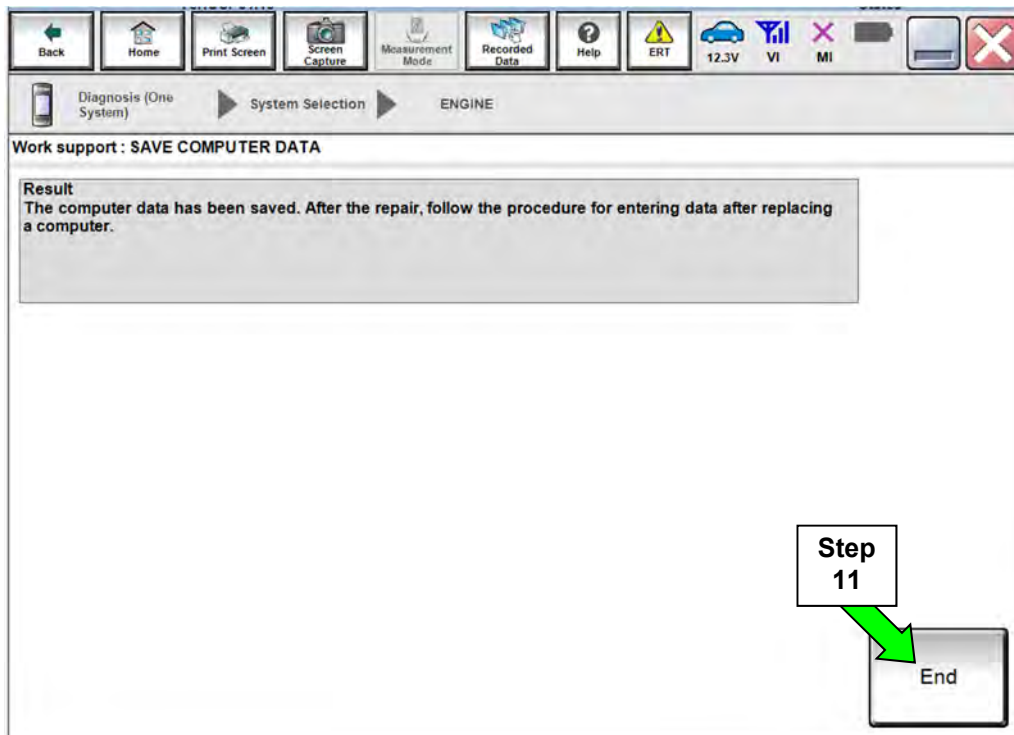 Back
Home
Print Screen
Screen
Capture
Measurement
Mode
Recorded
Data
Help
ERT
12.3V
VI
MI
Diagnosis (One
System)
System Selection
ENGINE
Work support : SAVE COMPUTER DATA
Result
The computer data has been saved. After the repair, follow the procedure for entering data after replacing
a computer.
Step
11
End